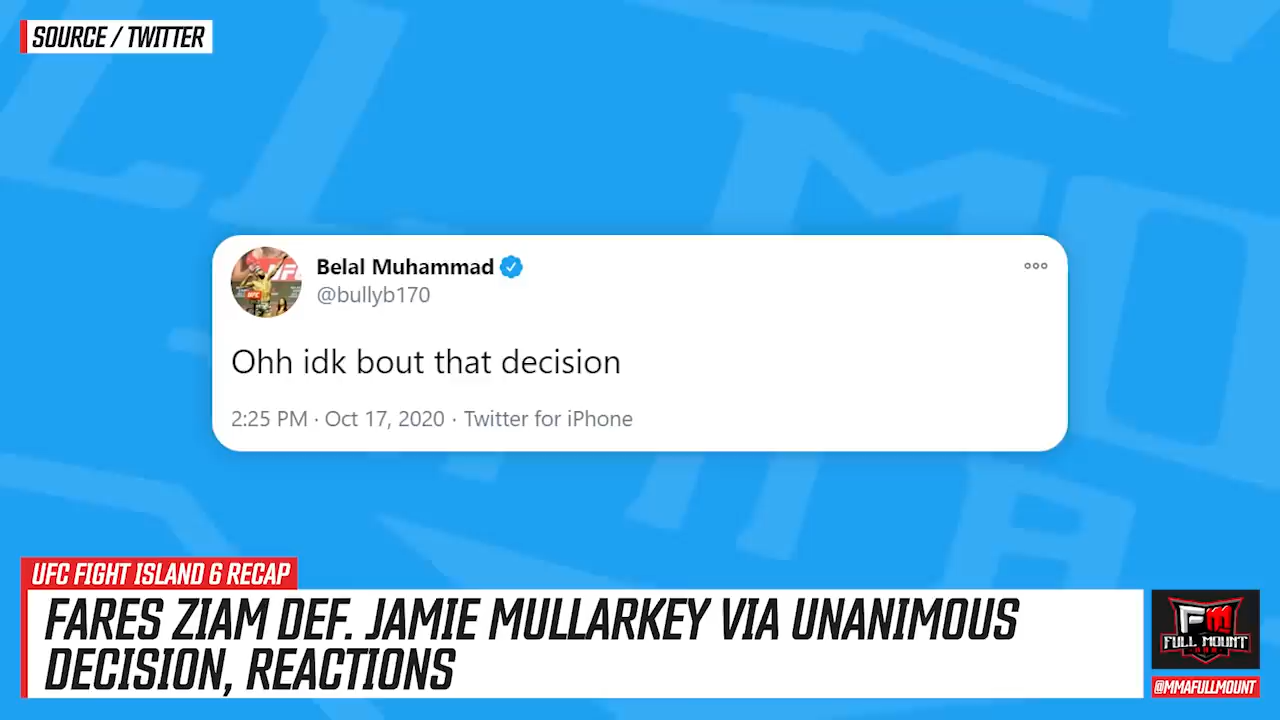 SOURCE / TWITTER
Belal Muhammad
@bullyb170
Ohh idk bout that decision
2:25 PM · Oct 17, 2020 · Twitter for iPhone
UFC FIGHT ISLAND 6 RECAP
FARES ZIAM DEF. JAMIE MULLARKEY VIA UNANIMOUS
DECISION, REACTIONS
FM
FULL MOUNT
@MMAFULLMOUNT